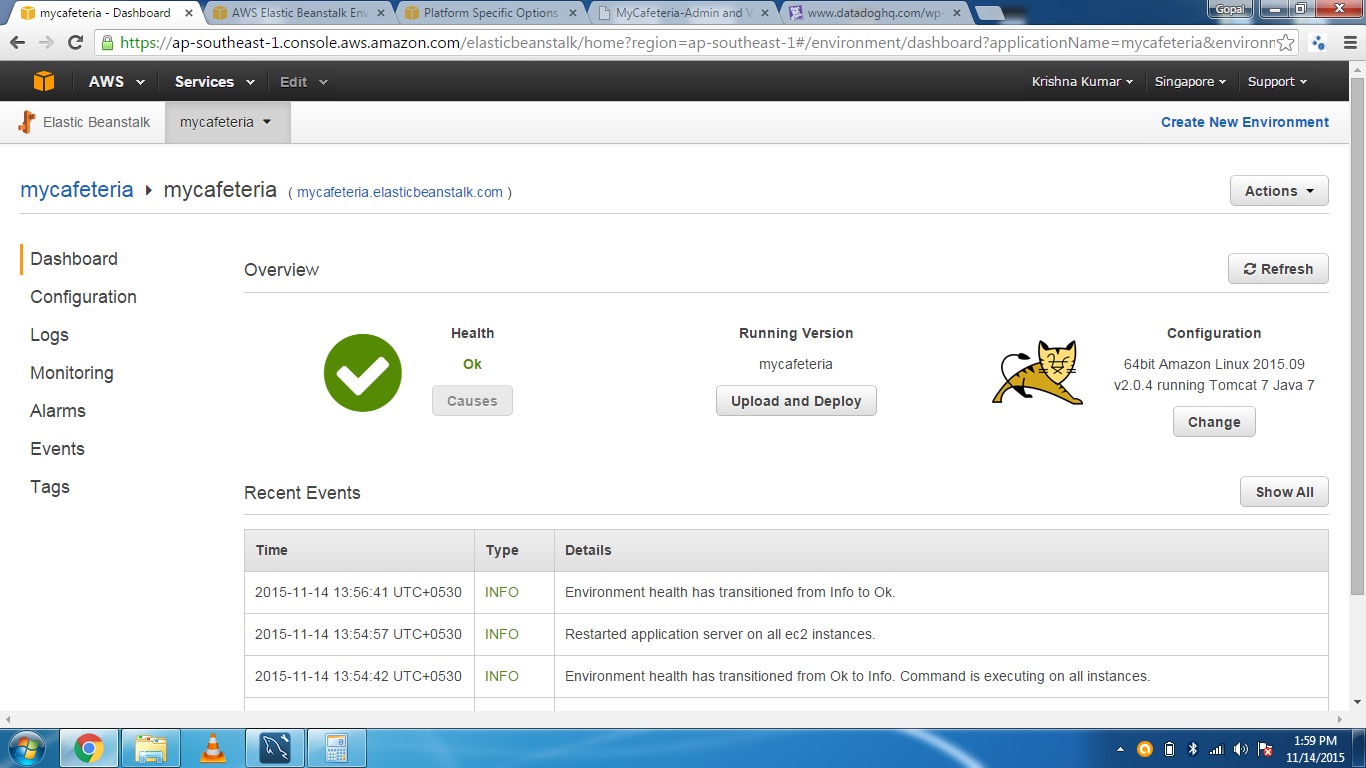 mycafeteria - Dashboard
AWS Elastic Beanstalk Env
Platform Specific Options
MyCafeteria-Admin and V
www.datadoghq.com/wp-
Gopal
https://ap-southeast-1.console.aws.amazon.com/elasticbeanstalk/home?region=ap-southeast-1#/environment/dashboard?applicationName=mycafeteria&environm
AWS Services Edit Krishna Kumar Singapore Support
Elastic Beanstalk mycafeteria Create New Environment
mycafeteria mycafeteria ( mycafeteria.elasticbeanstalk.com ) Actions
Dashboard
Configuration
Logs
Monitoring
Alarms
Events
Tags
Overview Refresh
Health
Ok
Causes
Running Version
mycafeteria
Upload and Deploy
Configuration
64bit Amazon Linux 2015.09
v2.0.4 running Tomcat 7 Java 7
Change
Recent Events Show All
Time Type Details
2015-11-14 13:56:41 UTC+0530 INFO Environment health has transitioned from Info to Ok.
2015-11-14 13:54:57 UTC+0530 INFO Restarted application server on all ec2 instances.
2015-11-14 13:54:42 UTC+0530 INFO Environment health has transitioned from Ok to Info. Command is executing on all instances.
1:59 PM
11/14/2015